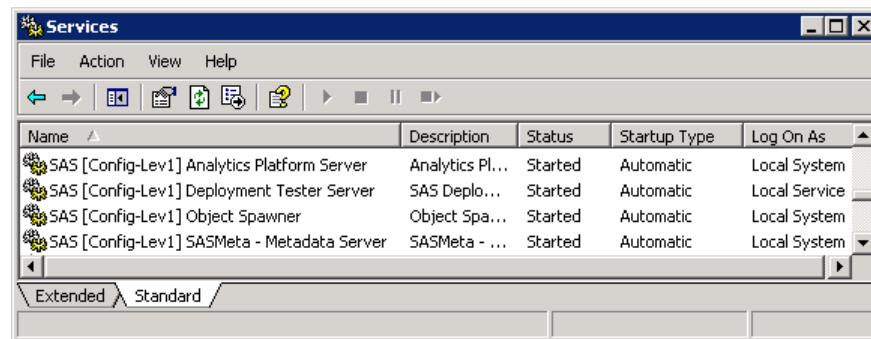 Services
File Action View Help
Name Description Status Startup Type Log On As
SAS [Config-Lev1] Analytics Platform Server Analytics Pl... Started Automatic Local System
SAS [Config-Lev1] Deployment Tester Server SAS Deplo... Started Automatic Local Service
SAS [Config-Lev1] Object Spawner Object Spa... Started Automatic Local System
SAS [Config-Lev1] SASMeta - Metadata Server SASMeta - ... Started Automatic Local System
Extended Standard